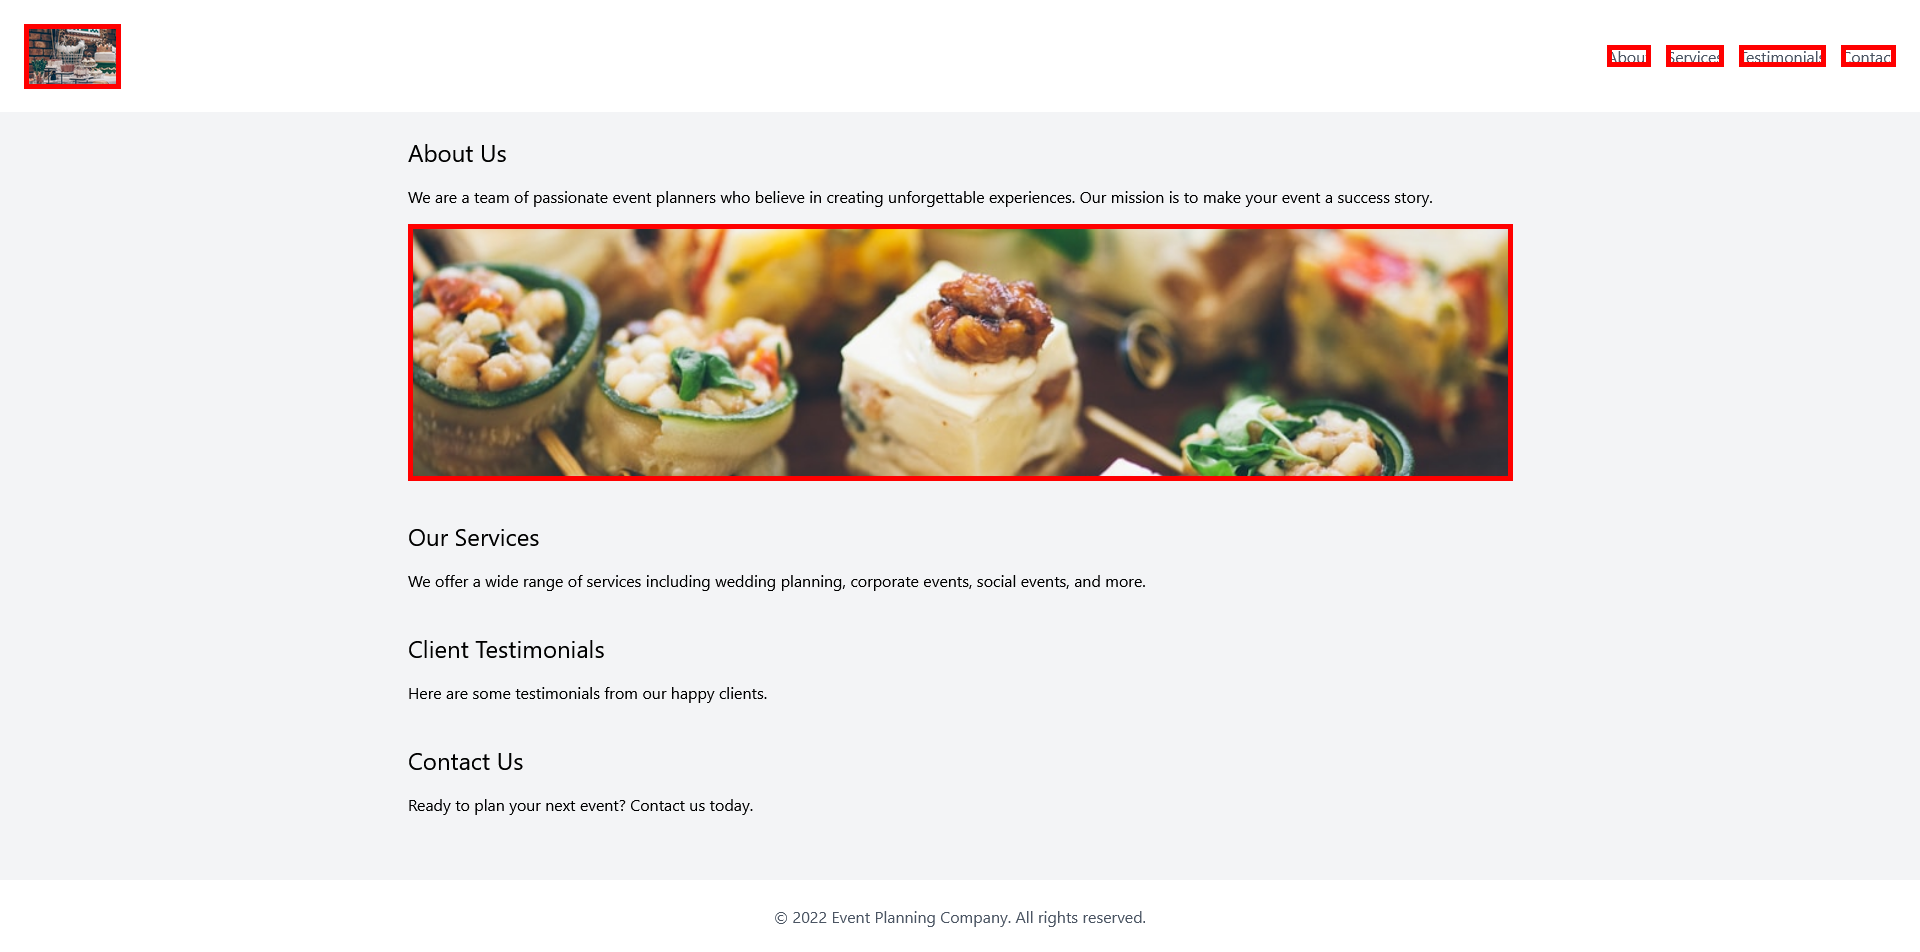 About
Services
Testimonials
Contact
About Us
We are a team of passionate event planners who believe in creating unforgettable experiences. Our mission is to make your event a success story.
Our Services
We offer a wide range of services including wedding planning, corporate events, social events, and more.
Client Testimonials
Here are some testimonials from our happy clients.
Contact Us
Ready to plan your next event? Contact us today.
© 2022 Event Planning Company. All rights reserved.